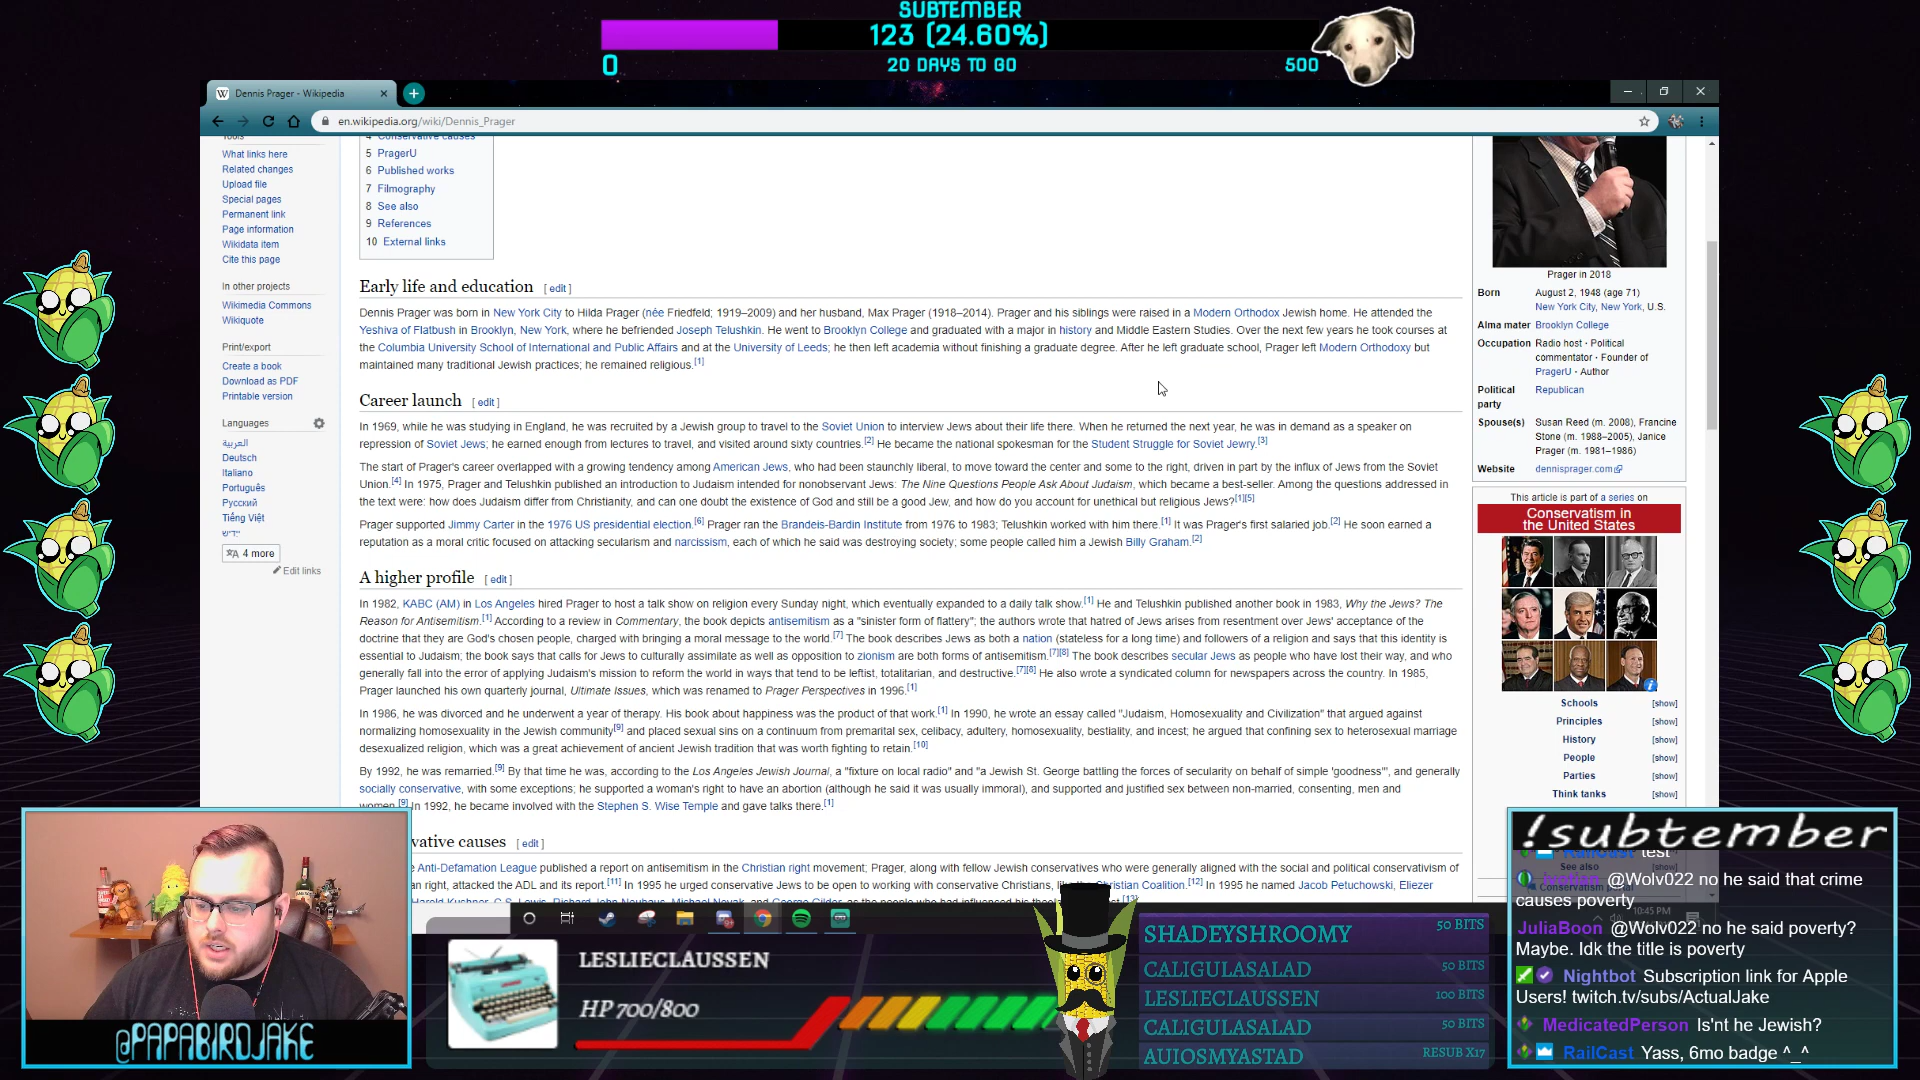 SUBTEMBER
123 (24.60%)
0
20 DAYS TO GO
500
Dennis Prager - Wikipedia
en.wikipedia.org/wiki/Dennis_Prager
Tools
What links here
Related changes
Upload file
Special pages
Permanent link
Page information
Wikidata item
Cite this page
In other projects
Wikimedia Commons
Wikiquote
Print/export
Create a book
Download as PDF
Printable version
Languages
العربية
Deutsch
Italiano
Português
Русский
Tiếng Việt
ייִדיש
4 more
Edit links
4 Conservative causes
5 PragerU
6 Published works
7 Filmography
8 See also
9 References
10 External links
Early life and education [ edit ]
Dennis Prager was born in New York City to Hilda Prager (née Friedfeld; 1919–2009) and her husband, Max Prager (1918–2014). Prager and his siblings were raised in a Modern Orthodox Jewish home. He attended the
Yeshiva of Flatbush in Brooklyn, New York, where he befriended Joseph Telushkin. He went to Brooklyn College and graduated with a major in history and Middle Eastern Studies. Over the next few years he took courses at
the Columbia University School of International and Public Affairs and at the University of Leeds; he then left academia without finishing a graduate degree. After he left graduate school, Prager left Modern Orthodoxy but
maintained many traditional Jewish practices; he remained religious.[1]
Career launch [ edit ]
In 1969, while he was studying in England, he was recruited by a Jewish group to travel to the Soviet Union to interview Jews about their life there. When he returned the next year, he was in demand as a speaker on
repression of Soviet Jews; he earned enough from lectures to travel, and visited around sixty countries.[2] He became the national spokesman for the Student Struggle for Soviet Jewry.[3]
The start of Prager's career overlapped with a growing tendency among American Jews, who had been staunchly liberal, to move toward the center and some to the right, driven in part by the influx of Jews from the Soviet
Union.[4] In 1975, Prager and Telushkin published an introduction to Judaism intended for nonobservant Jews: The Nine Questions People Ask About Judaism, which became a best-seller. Among the questions addressed in
the text were: how does Judaism differ from Christianity, and can one doubt the existence of God and still be a good Jew, and how do you account for unethical but religious Jews?[1][5]
Prager supported Jimmy Carter in the 1976 US presidential election.[6] Prager ran the Brandeis-Bardin Institute from 1976 to 1983; Telushkin worked with him there.[1] It was Prager's first salaried job.[2] He soon earned a
reputation as a moral critic focused on attacking secularism and narcissism, each of which he said was destroying society; some people called him a Jewish Billy Graham.[2]
A higher profile [ edit ]
In 1982, KABC (AM) in Los Angeles hired Prager to host a talk show on religion every Sunday night, which eventually expanded to a daily talk show.[1] He and Telushkin published another book in 1983, Why the Jews? The
Reason for Antisemitism.[1] According to a review in Commentary, the book depicts antisemitism as a "sinister form of flattery"; the authors wrote that hatred of Jews arises from resentment over Jews' acceptance of the
doctrine that they are God's chosen people, charged with bringing a moral message to the world.[7] The book describes Jews as both a nation (stateless for a long time) and followers of a religion and says that this identity is
essential to Judaism; the book says that calls for Jews to culturally assimilate as well as opposition to zionism are both forms of antisemitism.[7][8] The book describes secular Jews as people who have lost their way, and who
generally fall into the error of applying Judaism's mission to reform the world in ways that tend to be leftist, totalitarian, and destructive.[7][8] He also wrote a syndicated column for newspapers across the country. In 1985,
Prager launched his own quarterly journal, Ultimate Issues, which was renamed to Prager Perspectives in 1996.[1]
In 1986, he was divorced and he underwent a year of therapy. His book about happiness was the product of that work.[1] In 1990, he wrote an essay called "Judaism, Homosexuality and Civilization" that argued against
normalizing homosexuality in the Jewish community[9] and placed sexual sins on a continuum from premarital sex, celibacy, adultery, homosexuality, bestiality, and incest; he argued that confining sex to heterosexual marriage
desexualized religion, which was a great achievement of ancient Jewish tradition that was worth fighting to retain.[10]
By 1992, he was remarried.[9] By that time he was, according to the Los Angeles Jewish Journal, a "fixture on local radio" and "a Jewish St. George battling the forces of secularity on behalf of simple 'goodness'", and generally
socially conservative, with some exceptions; he supported a woman's right to have an abortion (although he said it was usually immoral), and supported and justified sex between non-married, consenting, men and
women.[9] In 1992, he became involved with the Stephen S. Wise Temple and gave talks there.[1]
vative causes [ edit ]
Anti-Defamation League published a report on antisemitism in the Christian right movement; Prager, along with fellow Jewish conservatives who were generally aligned with the social and political conservatism of
an right, attacked the ADL and its report.[11] In 1995 he urged conservative Jews to be open to working with conservative Christians, Christian Coalition.[12] In 1995 he named Jacob Petuchowski, Eliezer
Harold Kushner, C.S. Lewis, Richard John Neuhaus, Michael Novak, and George Gilder, as the people who had influenced his [13]
Prager in 2018
Born August 2, 1948 (age 71)
New York City, New York, U.S.
Alma mater Brooklyn College
Occupation Radio host · Political
commentator · Founder of
PragerU · Author
Political Republican
party
Spouse(s) Susan Reed (m. 2008), Francine
Stone (m. 1988–2005), Janice
Prager (m. 1981–1986)
Website dennisprager.com
This article is part of a series on
Conservatism in
the United States
Schools [show]
Principles [show]
History [show]
People [show]
Parties [show]
Think tanks [show]
See also
Conservatism portal
10:45 PM
@PAPABIRDJAKE
LESLIECLAUSSEN
HP 700/800
SHADEYSHROOMY 50 BITS
CALIGULASALAD 50 BITS
LESLIECLAUSSEN 100 BITS
CALIGULASALAD 50 BITS
AUIOSMYASTAD RESUB X17
!subtember
RailCast test
@Wolv022 no he said that crime
causes poverty
JuliaBoon @Wolv022 no he said poverty?
Maybe. Idk the title is poverty
Nightbot Subscription link for Apple
Users! twitch.tv/subs/ActualJake
MedicatedPerson Is'nt he Jewish?
RailCast Yass, 6mo badge ^_^